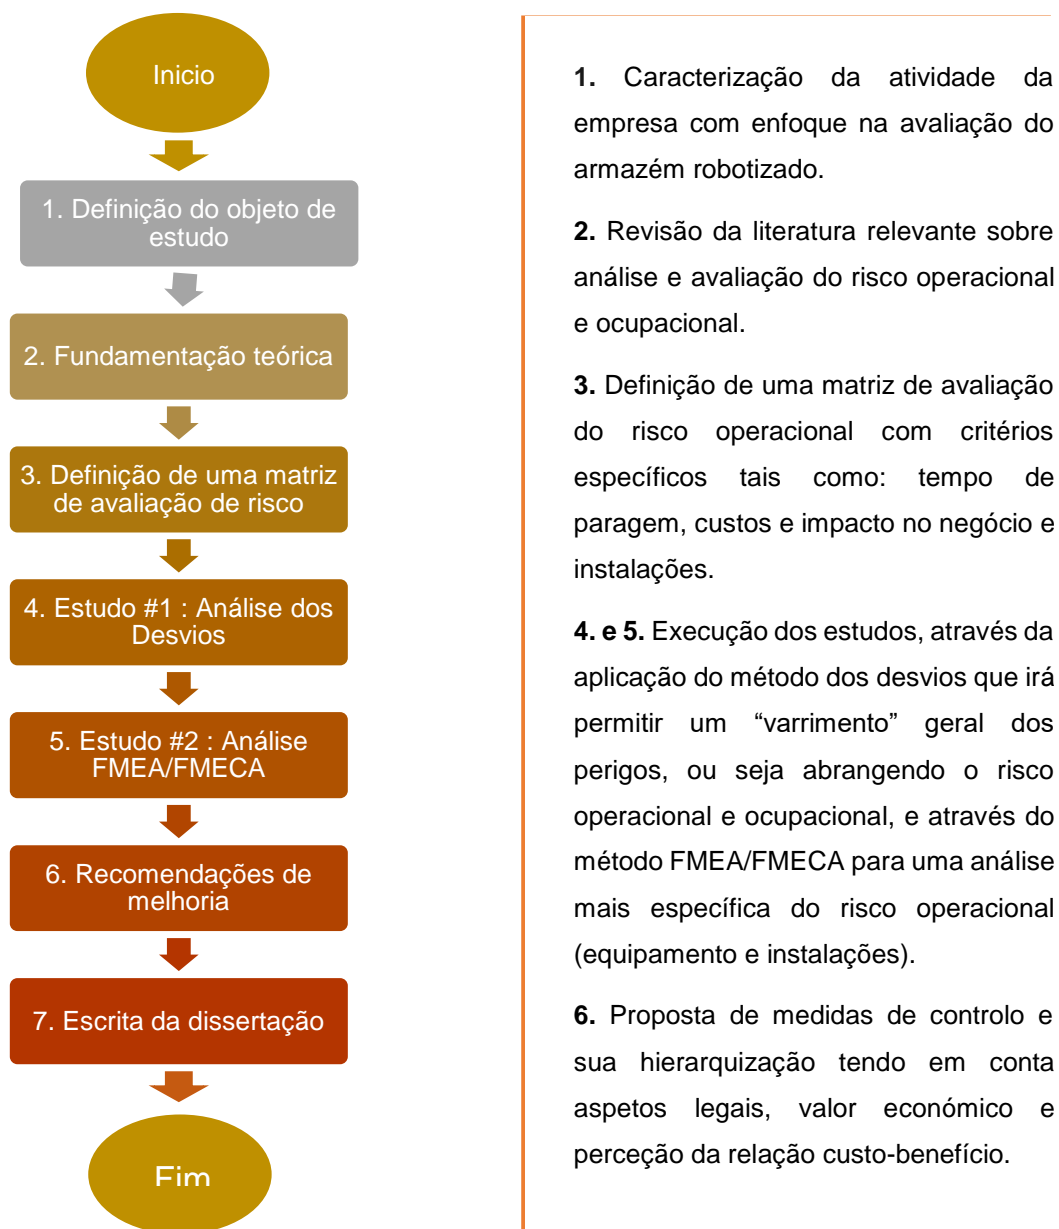 Inicio
1. Definição do objeto de
estudo
2. Fundamentação teórica
3. Definição de uma matriz
de avaliação de risco
4. Estudo #1 : Análise dos
Desvios
5. Estudo #2 : Análise
FMEA/FMECA
6. Recomendações de
melhoria
7. Escrita da dissertação
Fim
1. Caracterização da atividade da
empresa com enfoque na avaliação do
armazém robotizado.
2. Revisão da literatura relevante sobre
análise e avaliação do risco operacional
e ocupacional.
3. Definição de uma matriz de avaliação
do risco operacional com critérios
específicos tais como: tempo de
paragem, custos e impacto no negócio e
instalações.
4. e 5. Execução dos estudos, através da
aplicação do método dos desvios que irá
permitir um “varrimento” geral dos
perigos, ou seja abrangendo o risco
operacional e ocupacional, e através do
método FMEA/FMECA para uma análise
mais específica do risco operacional
(equipamento e instalações).
6. Proposta de medidas de controlo e
sua hierarquização tendo em conta
aspetos legais, valor económico e
perceção da relação custo-benefício.